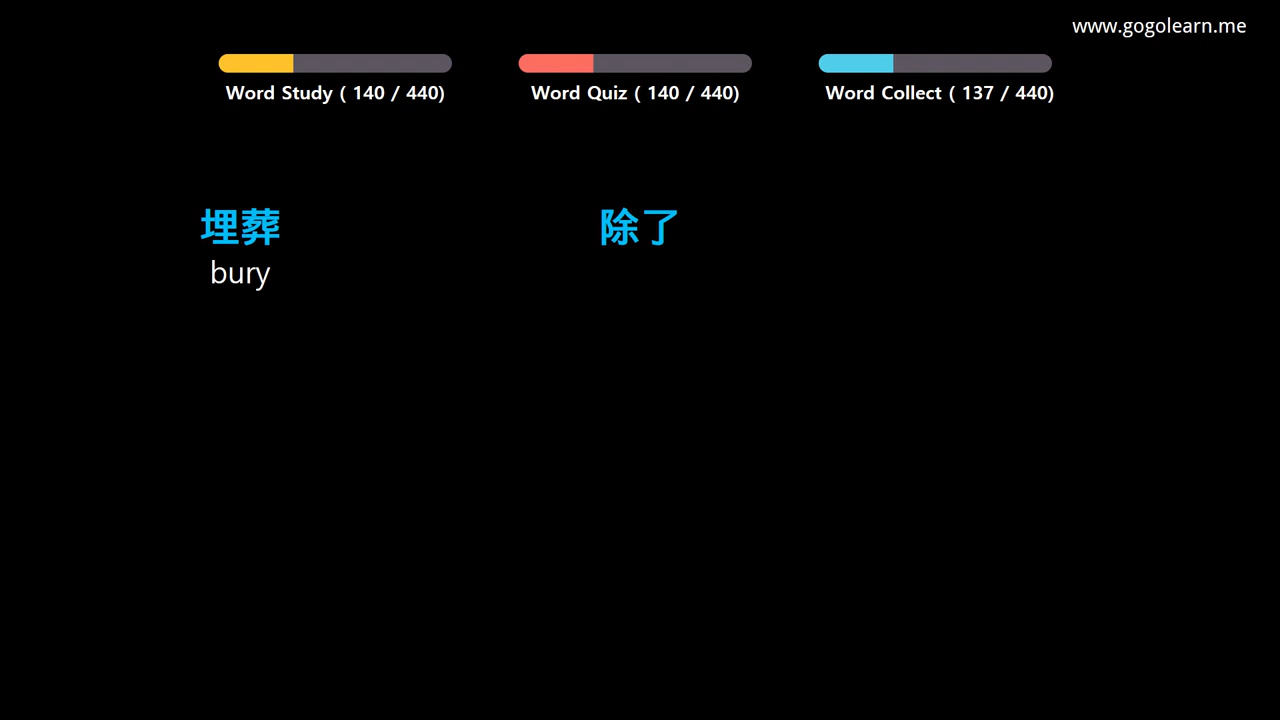 www.gogolearn.me
Word Study ( 140 / 440)
Word Quiz ( 140 / 440)
Word Collect ( 137 / 440)
埋葬
除了
bury